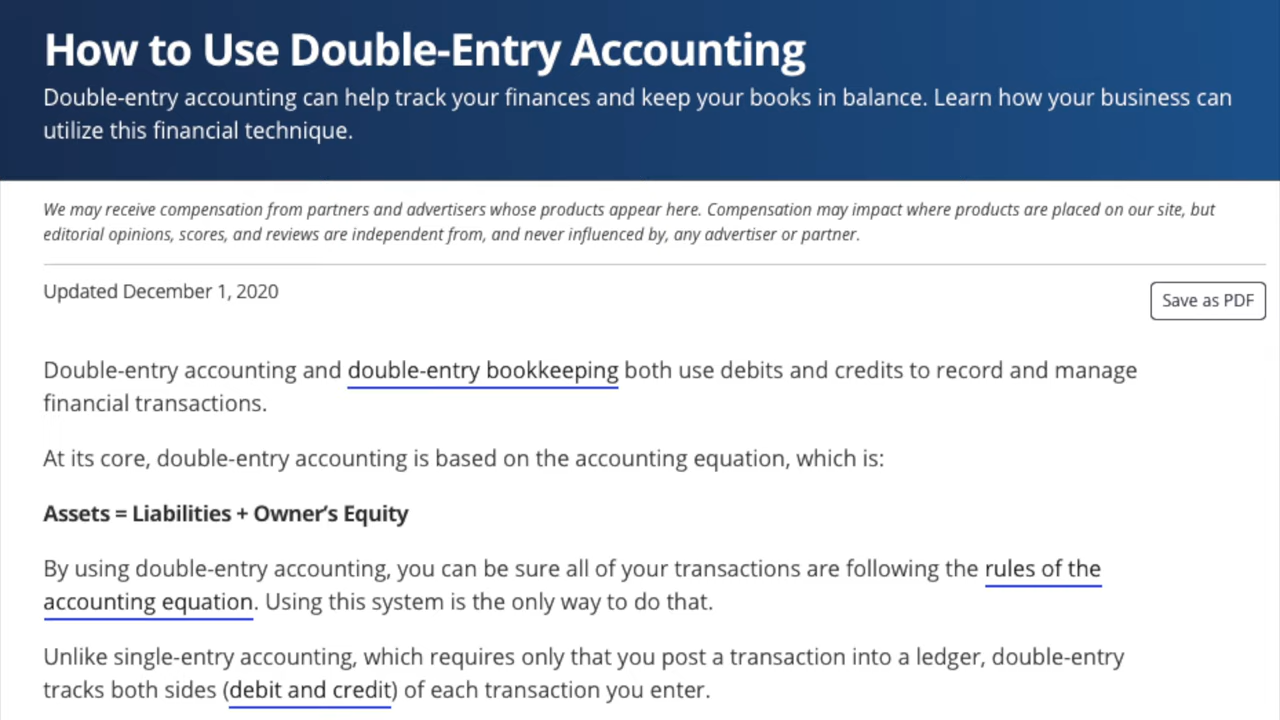 How to Use Double-Entry Accounting
Double-entry accounting can help track your finances and keep your books in balance. Learn how your business can
utilize this financial technique.
We may receive compensation from partners and advertisers whose products appear here. Compensation may impact where products are placed on our site, but
editorial opinions, scores, and reviews are independent from, and never influenced by, any advertiser or partner.
Updated December 1, 2020
Save as PDF
Double-entry accounting and double-entry bookkeeping both use debits and credits to record and manage
financial transactions.
At its core, double-entry accounting is based on the accounting equation, which is:
Assets = Liabilities + Owner’s Equity
By using double-entry accounting, you can be sure all of your transactions are following the rules of the
accounting equation. Using this system is the only way to do that.
Unlike single-entry accounting, which requires only that you post a transaction into a ledger, double-entry
tracks both sides (debit and credit) of each transaction you enter.